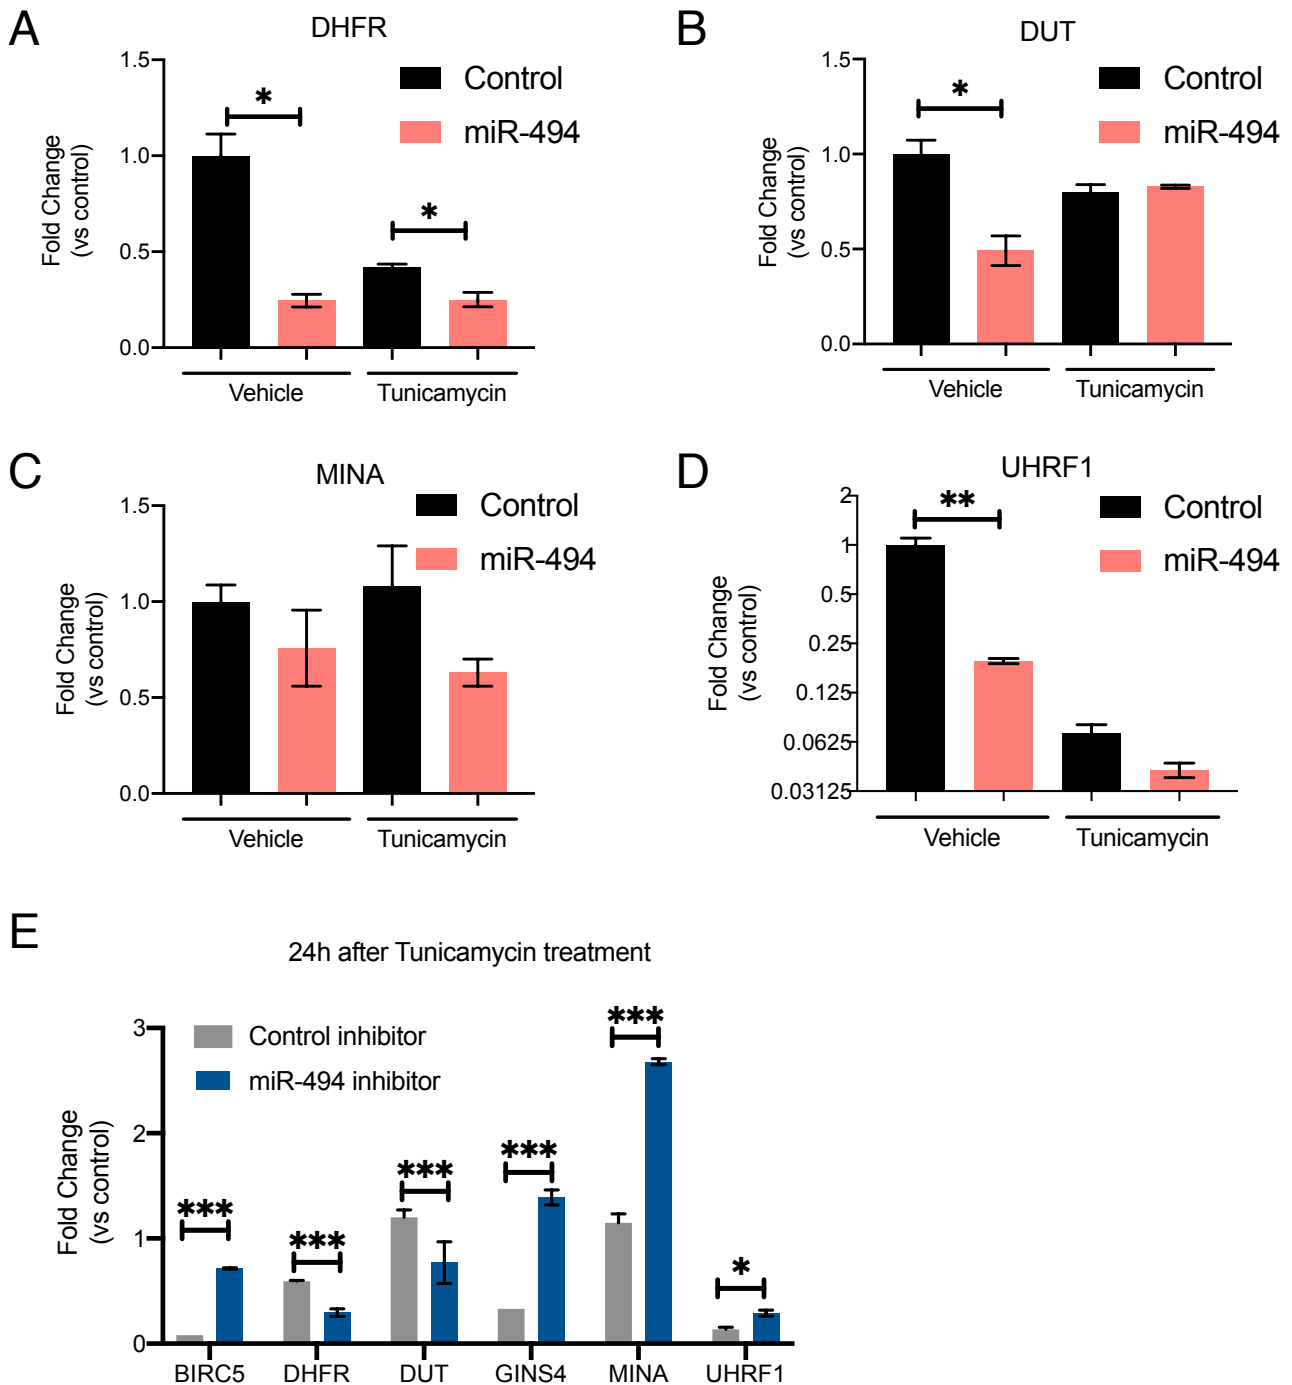 A
DHFR
1.5
1.0
0.5
0.0
Fold Change
(vs control)
*
*
Control
miR-494
Vehicle
Tunicamycin
B
DUT
1.5
1.0
0.5
0.0
Fold Change
(vs control)
*
Control
miR-494
Vehicle
Tunicamycin
C
MINA
1.5
1.0
0.5
0.0
Fold Change
(vs control)
Control
miR-494
Vehicle
Tunicamycin
D
UHRF1
2
1
0.5
0.25
0.125
0.0625
0.03125
Fold Change
(vs control)
**
Control
miR-494
Vehicle
Tunicamycin
E
24h after Tunicamycin treatment
3
2
1
0
Fold Change
(vs control)
Control inhibitor
miR-494 inhibitor
***
***
***
***
***
*
BIRC5
DHFR
DUT
GINS4
MINA
UHRF1